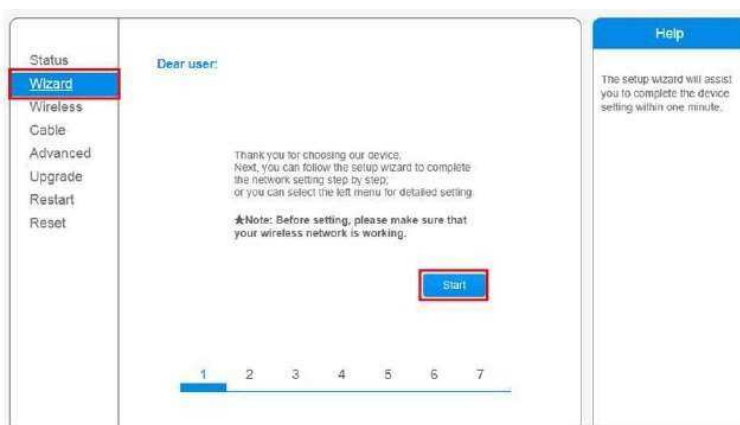 Status
Wizard
Wireless
Cable
Advanced
Upgrade
Restart
Reset
Dear user:
Thank you for choosing our device.
Next, you can follow the setup wizard to complete
the network setting step by step;
or you can select the left menu for detailed setting.
★Note: Before setting, please make sure that
your wireless network is working.
Start
1 2 3 4 5 6 7
Help
The setup wizard will assist
you to complete the device
setting within one minute.